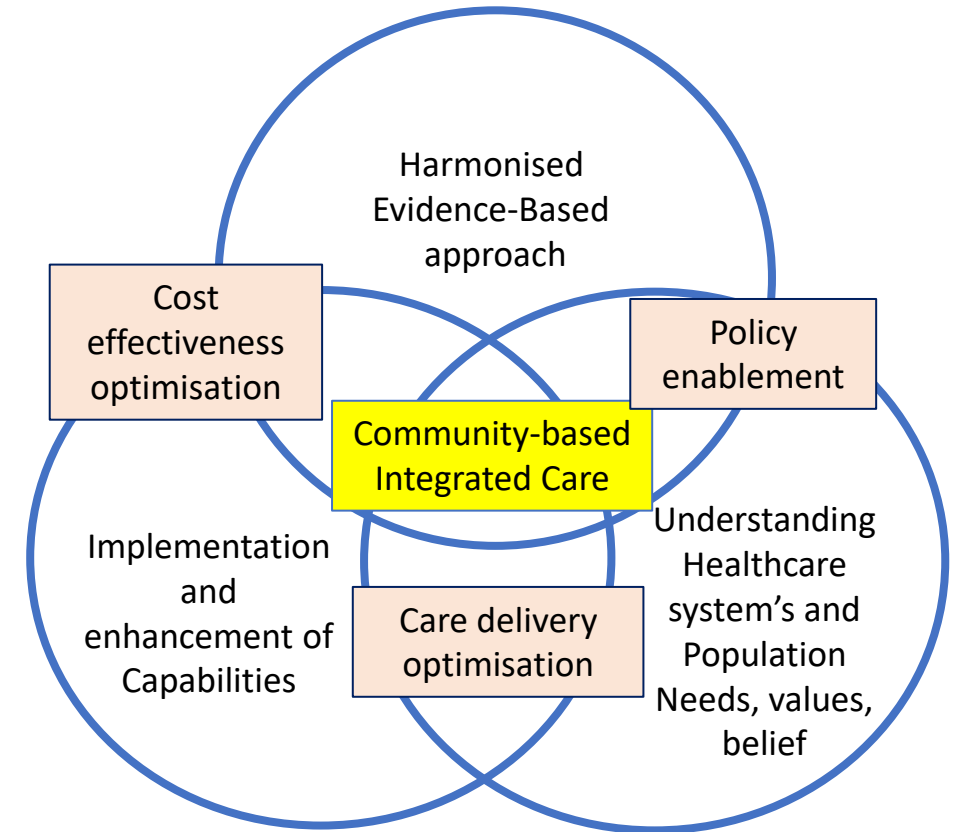 Harmonised
Evidence-Based
approach
Cost
effectiveness
optimisation
Policy
enablement
Community-based
Integrated Care
Implementation
and
enhancement of
Capabilities
Care delivery
optimisation
Understanding
Healthcare
system’s and
Population
Needs, values,
belief